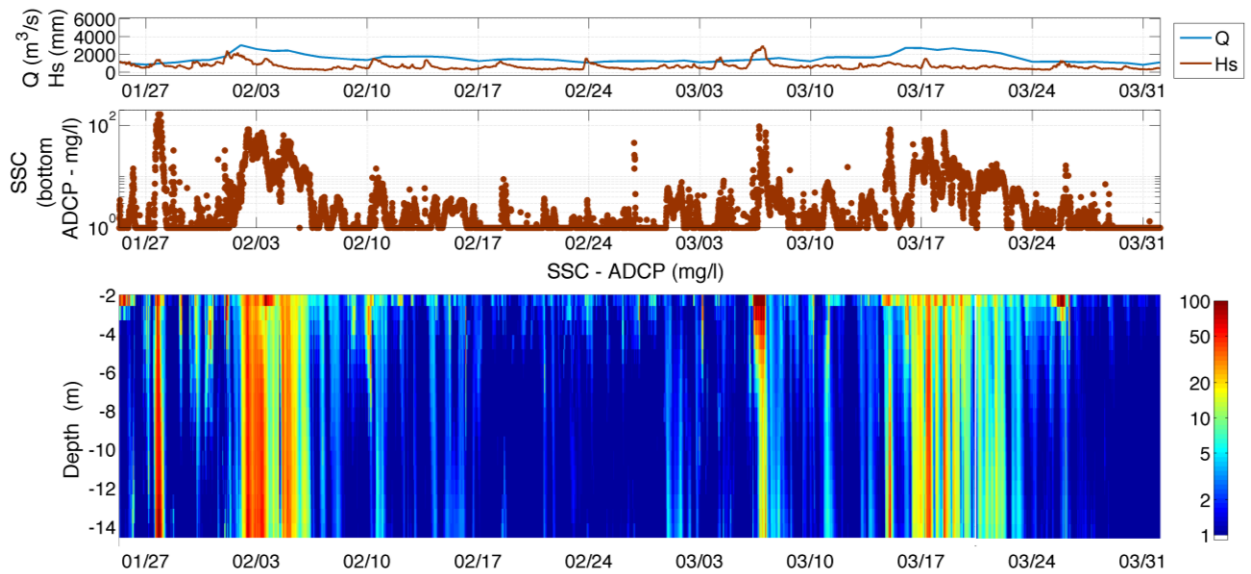 Q (m³/s)
Hs (mm)
6000
4000
2000
0
01/27 02/03 02/10 02/17 02/24 03/03 03/10 03/17 03/24 03/31
Q
Hs
SSC
(bottom
ADCP - mg/l)
10²
10⁰
01/27 02/03 02/10 02/17 02/24 03/03 03/10 03/17 03/24 03/31
SSC - ADCP (mg/l)
Depth (m)
-2
-4
-6
-8
-10
-12
-14
01/27 02/03 02/10 02/17 02/24 03/03 03/10 03/17 03/24 03/31
100
50
20
10
5
2
1